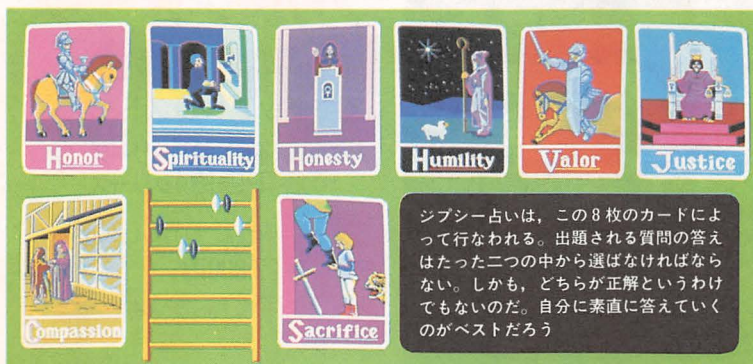 Honor
Spirituality
Honesty
Humility
Valor
Justice
Compassion
Sacrifice
ジプシー占いは，この8枚のカードによ
って行なわれる。出題される質問の答え
はたった二つの中から選ばなければなら
ない。しかも，どちらが正解というわけ
でもないのだ。自分に素直に答えていく
のがベストだろう